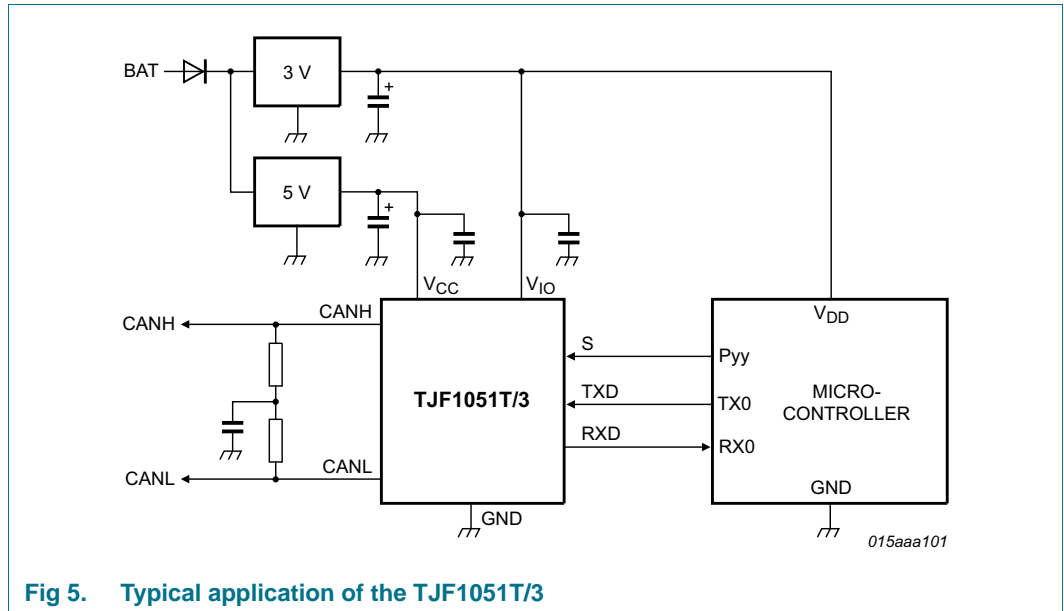 BAT
3 V
+
5 V
+
VCC
VIO
VDD
CANH
CANH
S
Pyy
TJF1051T/3
TXD
TX0
MICRO-
CONTROLLER
RXD
RX0
CANL
CANL
GND
GND
015aaa101
Fig 5. Typical application of the TJF1051T/3